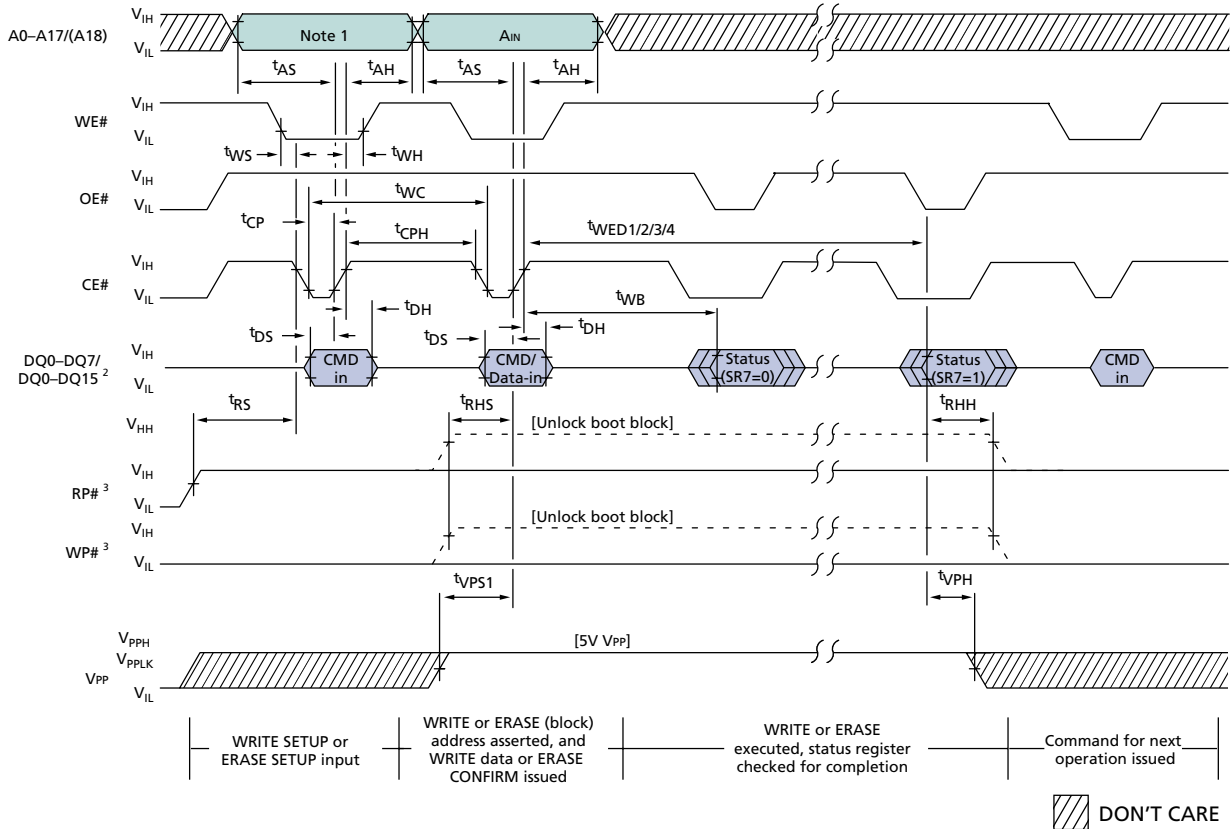 A0–A17/(A18)
VIH
VIL
Note 1
AIN
tAS
tAH
tAS
tAH
WE#
VIH
VIL
tWS
tWH
OE#
VIH
VIL
tWC
tCP
tCPH
tWED1/2/3/4
CE#
VIH
VIL
tWB
tDH
tDS
tDS
tDH
DQ0–DQ7/
DQ0–DQ15 2
VIH
VIL
CMD
in
CMD/
Data-in
Status
(SR7=0)
Status
(SR7=1)
CMD
in
tRS
tRHS
tRHH
VHH
[Unlock boot block]
RP# 3
VIH
VIL
VIH
[Unlock boot block]
WP# 3
VIL
tVPS1
tVPH
VPPH
[5V VPP]
VPPLK
VPP
VIL
WRITE SETUP or
ERASE SETUP input
WRITE or ERASE (block)
address asserted, and
WRITE data or ERASE
CONFIRM issued
WRITE or ERASE
executed, status register
checked for completion
Command for next
operation issued
DON'T CARE